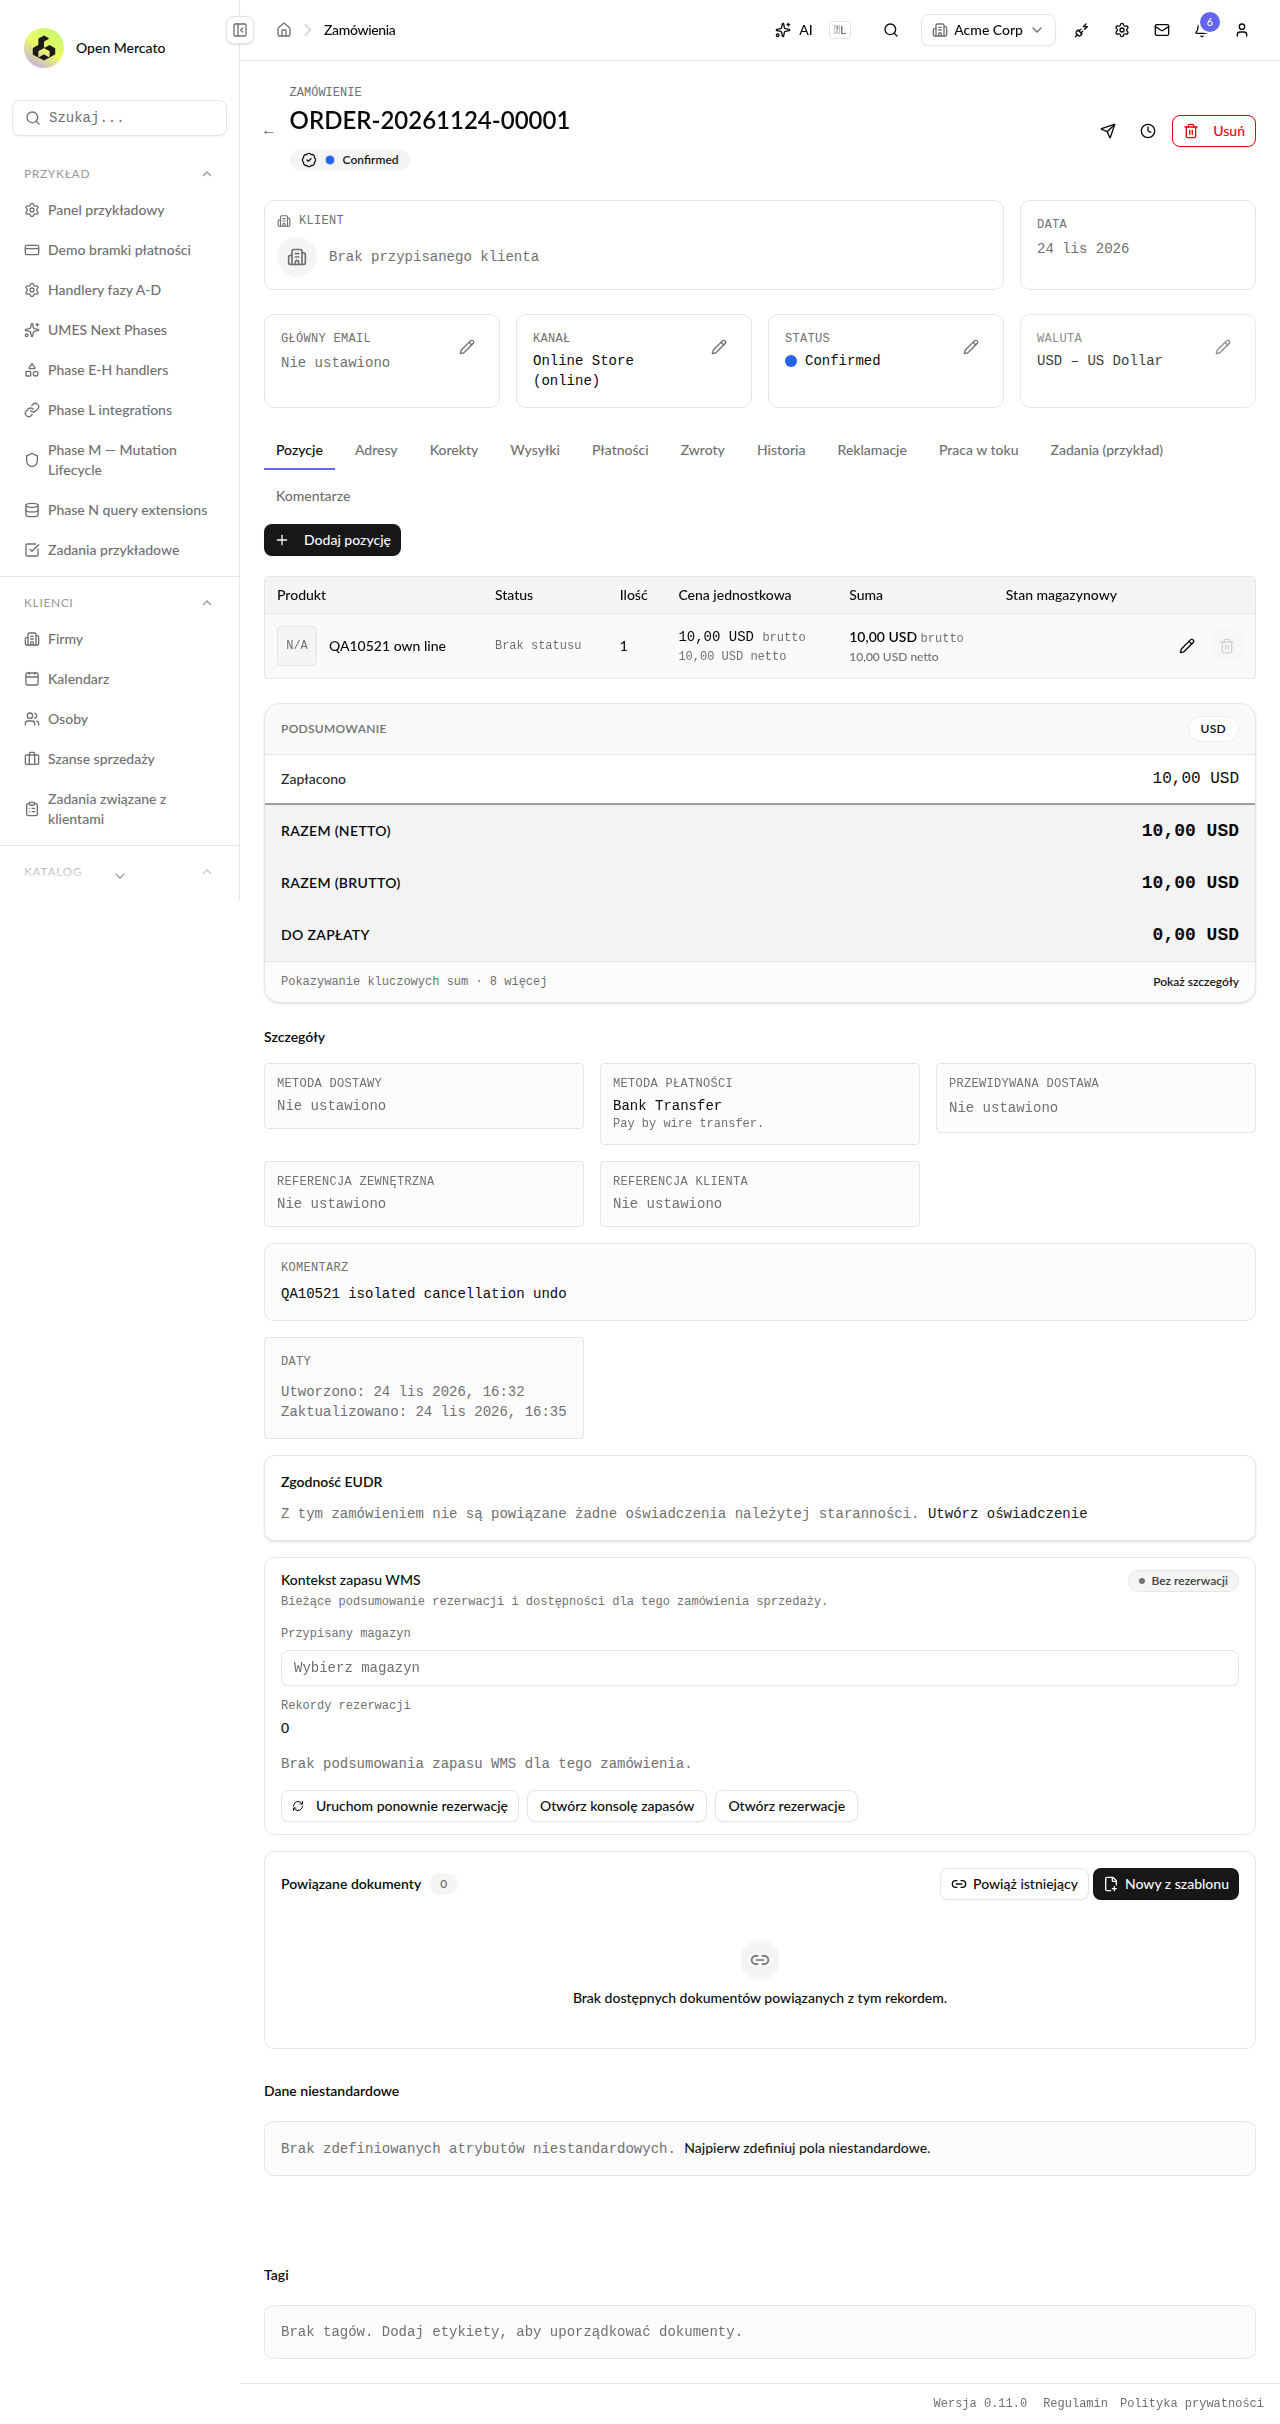 Open Mercato
Szukaj...
PRZYKŁAD
Panel przykładowy
Demo bramki płatności
Handlery fazy A-D
UMES Next Phases
Phase E-H handlers
Phase L integrations
Phase M — Mutation
Lifecycle
Phase N query extensions
Zadania przykładowe
KLIENCI
Firmy
Kalendarz
Osoby
Szanse sprzedaży
Zadania związane z
klientami
KATALOG
Zamówienia
AI
L
Acme Corp
6
ZAMÓWIENIE
←
ORDER-20261124-00001
Confirmed
Usuń
KLIENT
Brak przypisanego klienta
DATA
24 lis 2026
GŁÓWNY EMAIL
Nie ustawiono
KANAŁ
Online Store
(online)
STATUS
Confirmed
WALUTA
USD – US Dollar
Pozycje Adresy Korekty Wysyłki Płatności Zwroty Historia Reklamacje Praca w toku Zadania (przykład)
Komentarze
Dodaj pozycję
Produkt Status Ilość Cena jednostkowa Suma Stan magazynowy
N/A QA10521 own line Brak statusu 1 10,00 USD brutto 10,00 USD brutto
10,00 USD netto 10,00 USD netto
PODSUMOWANIE USD
Zapłacono 10,00 USD
RAZEM (NETTO) 10,00 USD
RAZEM (BRUTTO) 10,00 USD
DO ZAPŁATY 0,00 USD
Pokazywanie kluczowych sum · 8 więcej Pokaż szczegóły
Szczegóły
METODA DOSTAWY
Nie ustawiono
METODA PŁATNOŚCI
Bank Transfer
Pay by wire transfer.
PRZEWIDYWANA DOSTAWA
Nie ustawiono
REFERENCJA ZEWNĘTRZNA
Nie ustawiono
REFERENCJA KLIENTA
Nie ustawiono
KOMENTARZ
QA10521 isolated cancellation undo
DATY
Utworzono: 24 lis 2026, 16:32
Zaktualizowano: 24 lis 2026, 16:35
Zgodność EUDR
Z tym zamówieniem nie są powiązane żadne oświadczenia należytej staranności. Utwórz oświadczenie
Kontekst zapasu WMS Bez rezerwacji
Bieżące podsumowanie rezerwacji i dostępności dla tego zamówienia sprzedaży.
Przypisany magazyn
Wybierz magazyn
Rekordy rezerwacji
0
Brak podsumowania zapasu WMS dla tego zamówienia.
Uruchom ponownie rezerwację Otwórz konsolę zapasów Otwórz rezerwacje
Powiązane dokumenty 0 Powiąż istniejący Nowy z szablonu
Brak dostępnych dokumentów powiązanych z tym rekordem.
Dane niestandardowe
Brak zdefiniowanych atrybutów niestandardowych. Najpierw zdefiniuj pola niestandardowe.
Tagi
Brak tagów. Dodaj etykiety, aby uporządkować dokumenty.
Wersja 0.11.0 Regulamin Polityka prywatności